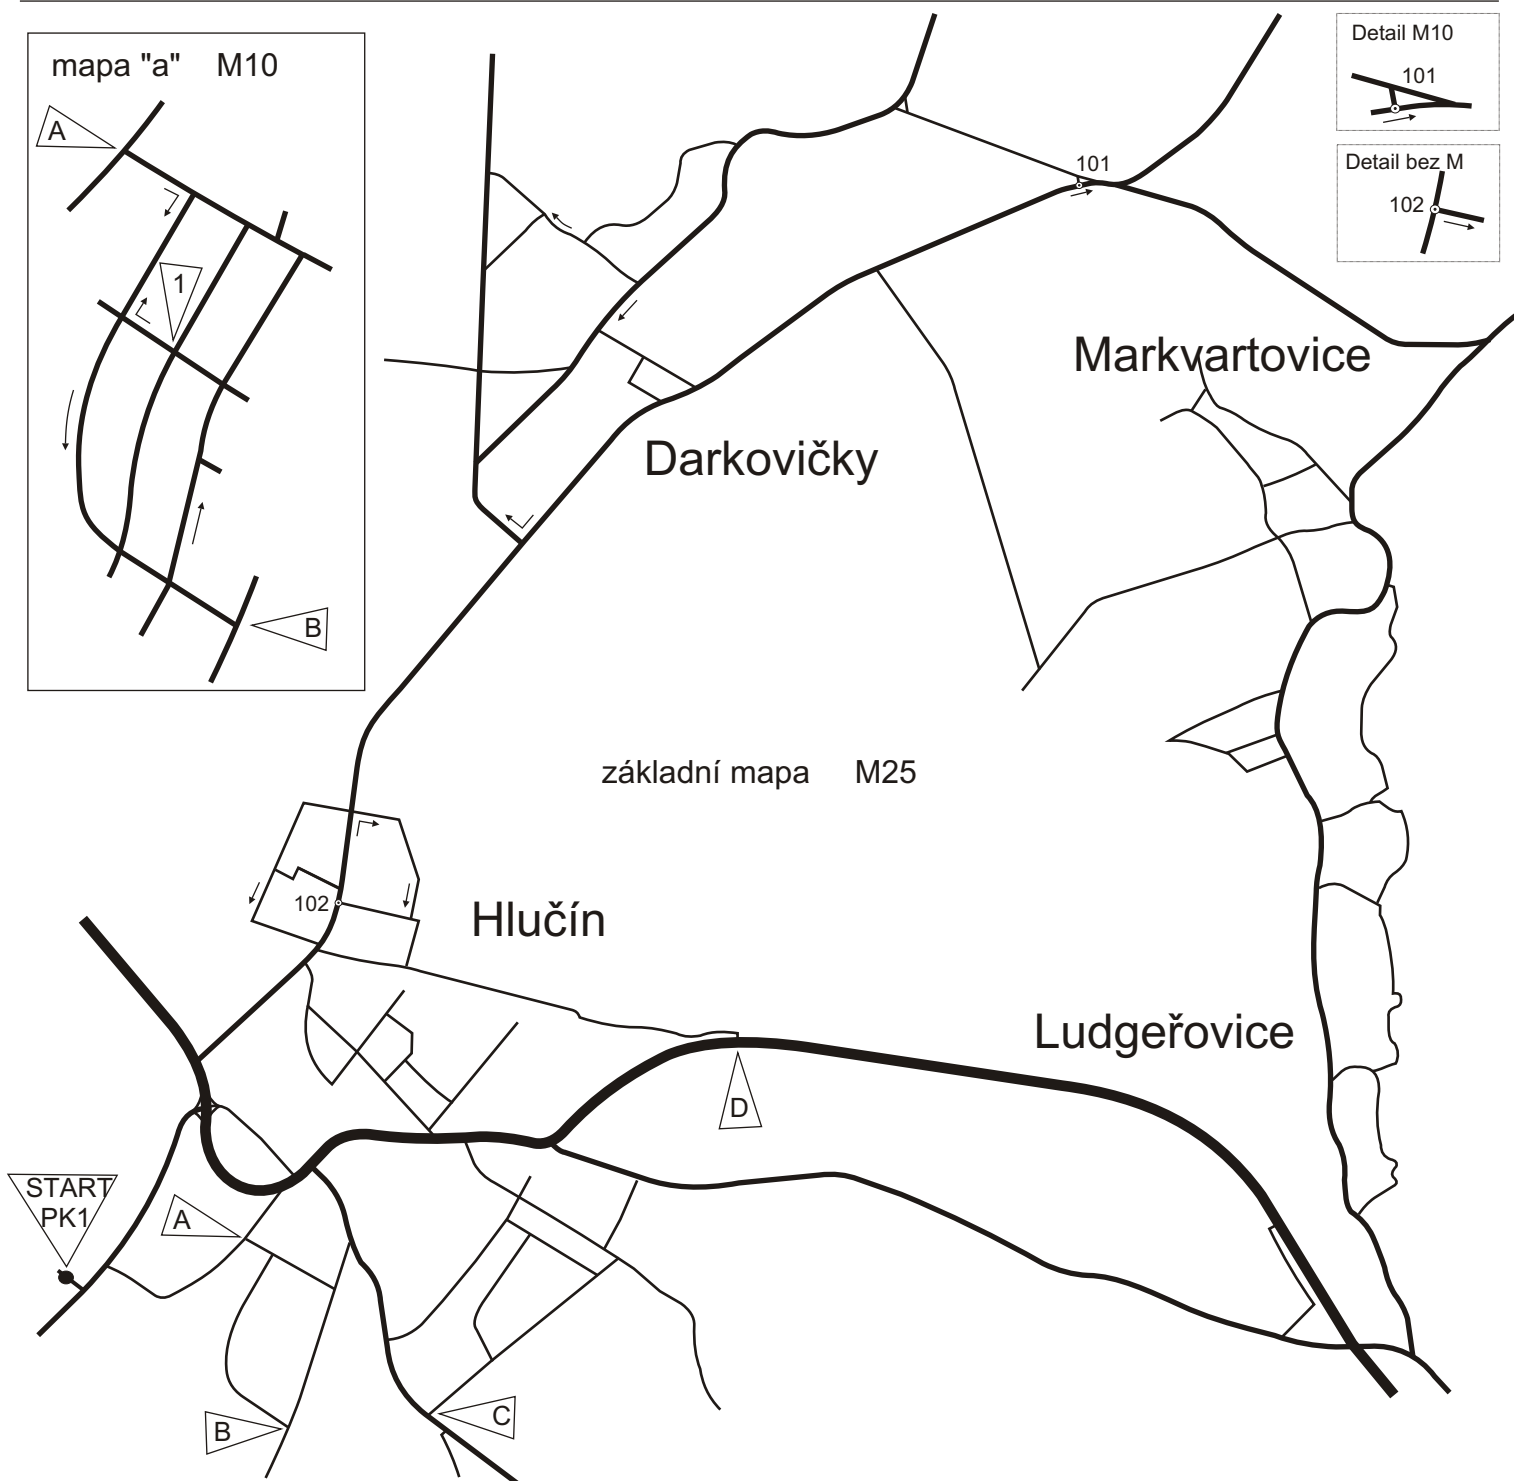 mapa "a" M10
A
1
B
Detail M10
101
Detail bez M
102
101
Markvartovice
Darkovičky
základní mapa M25
102
Hlučín
Ludgeřovice
D
START
PK1
A
B
C